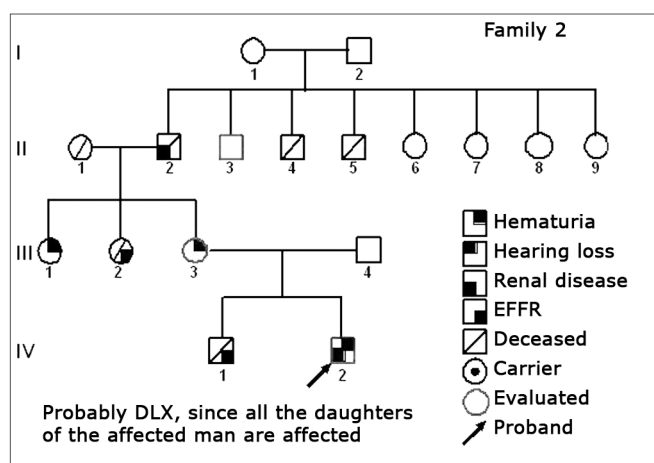 Family 2
I
1
2
II
1
2
3
4
5
6
7
8
9
III
1
2
3
4
IV
1
2
Hematuria
Hearing loss
Renal disease
EFFR
Deceased
Carrier
Evaluated
Proband
Probably DLX, since all the daughters
of the affected man are affected